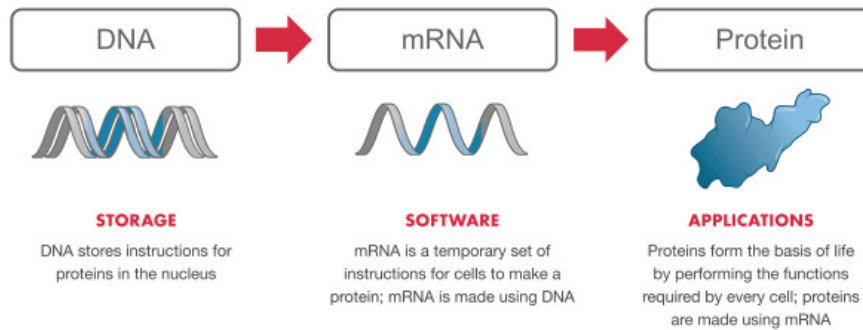 DNA
mRNA
Protein
STORAGE
DNA stores instructions for
proteins in the nucleus
SOFTWARE
mRNA is a temporary set of
instructions for cells to make a
protein; mRNA is made using DNA
APPLICATIONS
Proteins form the basis of life
by performing the functions
required by every cell; proteins
are made using mRNA